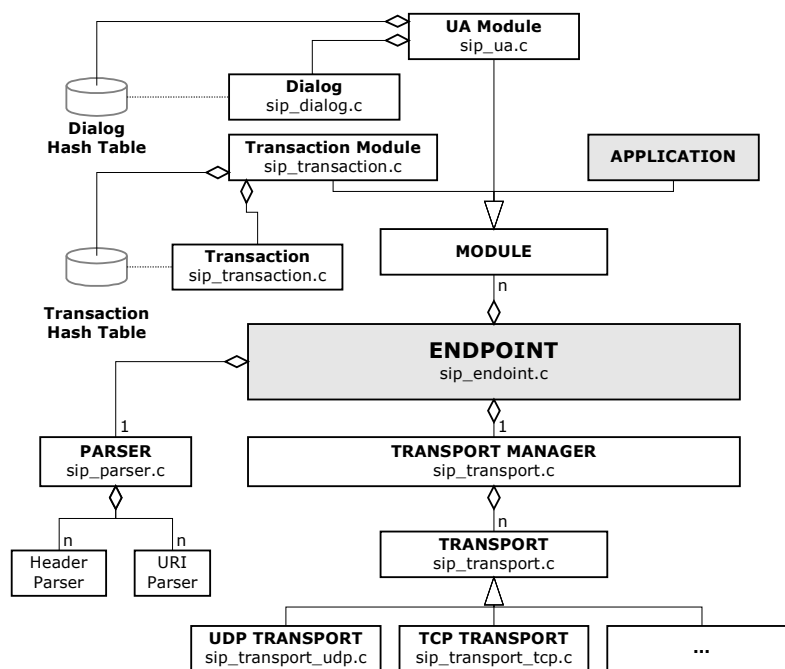 UA Module
sip_ua.c
Dialog
sip_dialog.c
Dialog
Hash Table
Transaction Module
sip_transaction.c
APPLICATION
Transaction
sip_transaction.c
MODULE
n
Transaction
Hash Table
ENDPOINT
sip_endoint.c
1
1
PARSER
sip_parser.c
TRANSPORT MANAGER
sip_transport.c
n
n
n
Header
Parser
URI
Parser
TRANSPORT
sip_transport.c
UDP TRANSPORT
sip_transport_udp.c
TCP TRANSPORT
sip_transport_tcp.c
...